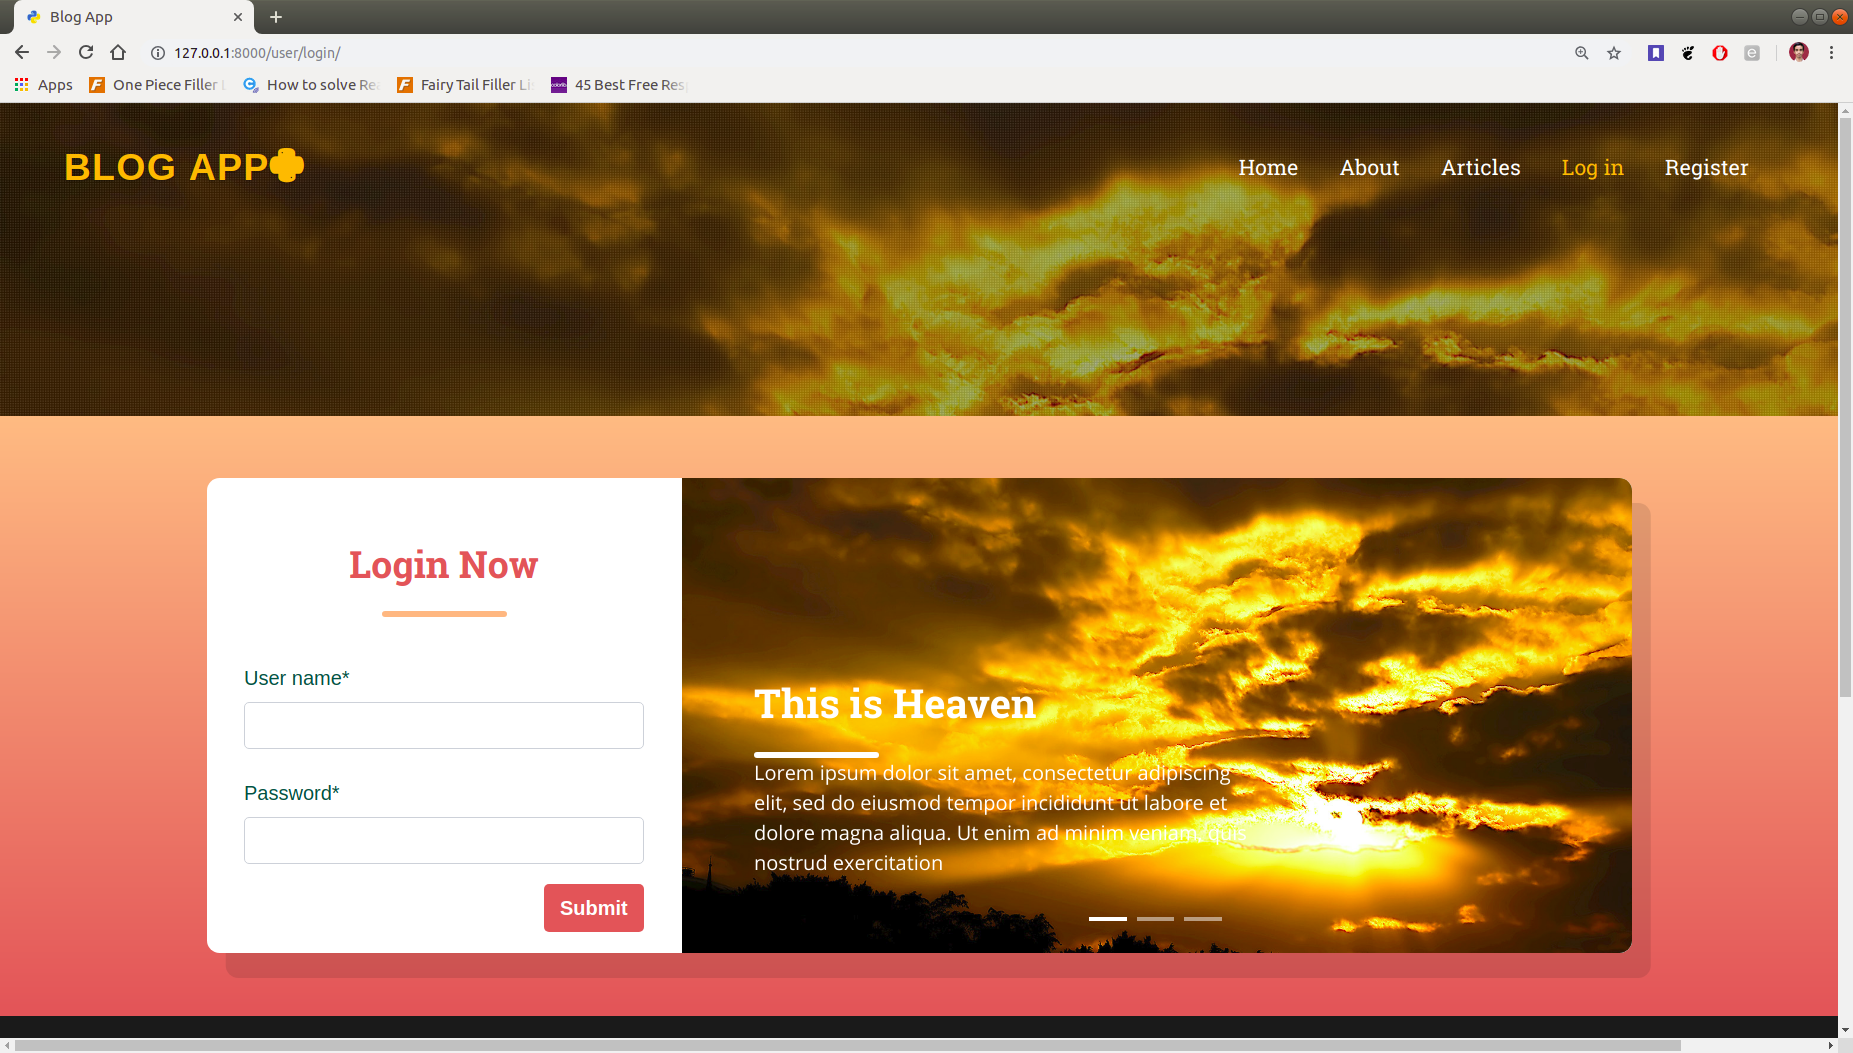 Blog App
127.0.0.1:8000/user/login/
Apps
One Piece Filler
How to solve Re
Fairy Tail Filler Li
45 Best Free Res
BLOG APP
Home
About
Articles
Log in
Register
Login Now
User name*
Password*
Submit
This is Heaven
Lorem ipsum dolor sit amet, consectetur adipiscing
elit, sed do eiusmod tempor incididunt ut labore et
dolore magna aliqua. Ut enim ad minim veniam, quis
nostrud exercitation